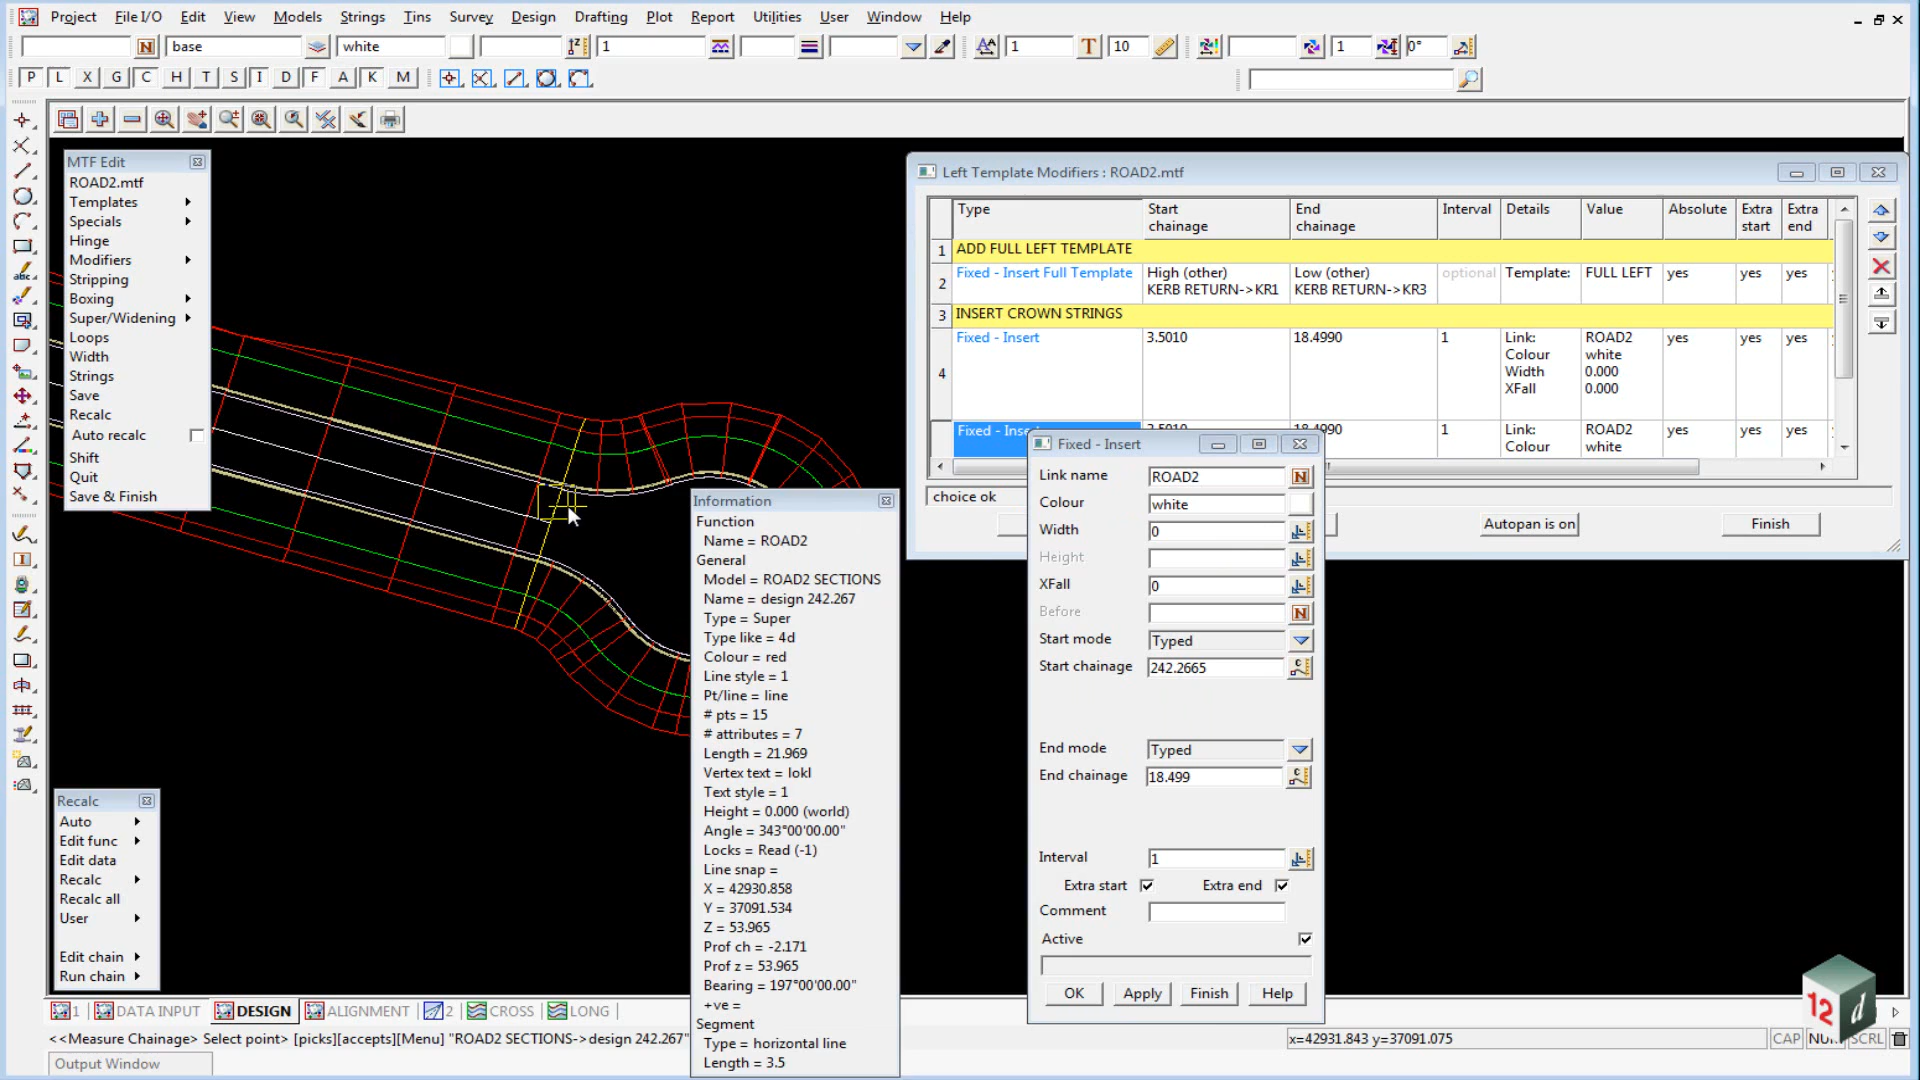 Project File I/O Edit View Models Strings Tins Survey Design Drafting Plot Report Utilities User Window Help
N base white 1 T 1 10 1 0°
P L X G C H T S I D F A K M
MTF Edit
ROAD2.mtf
Templates
Specials
Hinge
Modifiers
Stripping
Boxing
Super/Widening
Loops
Width
Strings
Save
Recalc
Auto recalc
Shift
Quit
Save & Finish
Left Template Modifiers : ROAD2.mtf
Type Start chainage End chainage Interval Details Value Absolute Extra start Extra end
1 ADD FULL LEFT TEMPLATE
2 Fixed - Insert Full Template High (other) KERB RETURN->KR1 Low (other) KERB RETURN->KR3 optional Template: FULL LEFT yes yes yes
3 INSERT CROWN STRINGS
4 Fixed - Insert 3.5010 18.4990 1 Link: ROAD2 yes yes yes
Colour white
Width 0.000
XFall 0.000
1 Link: ROAD2 yes yes yes
Colour white
choice ok
Autopan is on Finish
Fixed - Insert
Link name ROAD2 N
Colour white
Width 0
Height
XFall 0
Before N
Start mode Typed
Start chainage 242.2665
End mode Typed
End chainage 18.499
Interval 1
Extra start Extra end
Comment
Active
OK Apply Finish Help
Information
Function
Name = ROAD2
General
Model = ROAD2 SECTIONS
Name = design 242.267
Type = Super
Type like = 4d
Colour = red
Line style = 1
Pt/line = line
# pts = 15
# attributes = 7
Length = 21.969
Vertex text = lokl
Text style = 1
Height = 0.000 (world)
Angle = 343°00'00.00"
Locks = Read (-1)
Line snap =
X = 42930.858
Y = 37091.534
Z = 53.965
Prof ch = -2.171
Prof z = 53.965
Bearing = 197°00'00.00"
+ve =
Segment
Type = horizontal line
Length = 3.5
Recalc
Auto
Edit func
Edit data
Recalc
Recalc all
User
Edit chain
Run chain
1 DATA INPUT DESIGN ALIGNMENT 2 CROSS LONG
<<Measure Chainage> Select point> [picks][accepts][Menu] "ROAD2 SECTIONS->design 242.267"
x=42931.843 y=37091.075 CAP NUM SCRL
Output Window
12d